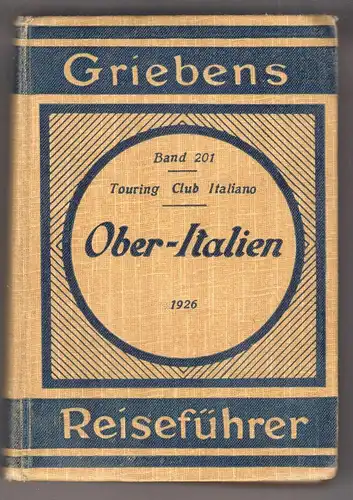 Griebens
Band 201
Touring Club Italiano
Ober-Italien
1926
Reiseführer